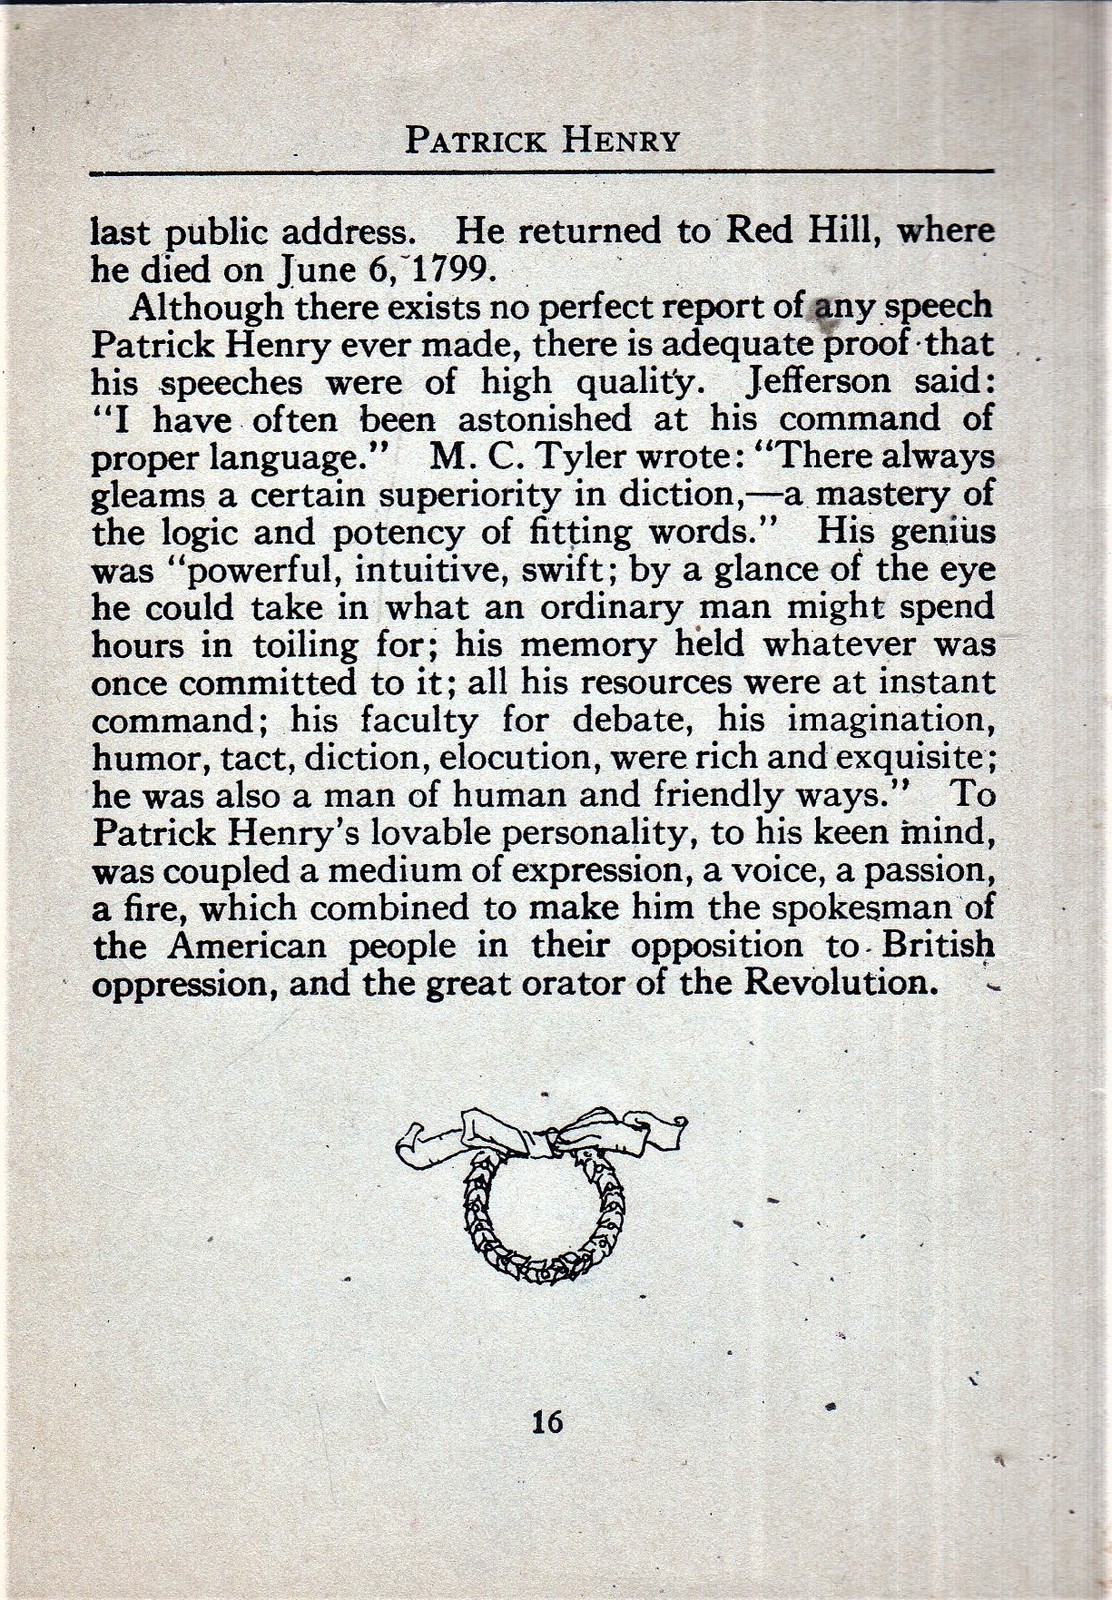 PATRICK HENRY
last public address. He returned to Red Hill, where
he died on June 6, 1799.
Although there exists no perfect report of any speech
Patrick Henry ever made, there is adequate proof that
his speeches were of high quality. Jefferson said:
“I have often been astonished at his command of
proper language.” M. C. Tyler wrote: “There always
gleams a certain superiority in diction,—a mastery of
the logic and potency of fitting words.” His genius
was “powerful, intuitive, swift; by a glance of the eye
he could take in what an ordinary man might spend
hours in toiling for; his memory held whatever was
once committed to it; all his resources were at instant
command; his faculty for debate, his imagination,
humor, tact, diction, elocution, were rich and exquisite;
he was also a man of human and friendly ways.” To
Patrick Henry’s lovable personality, to his keen mind,
was coupled a medium of expression, a voice, a passion,
a fire, which combined to make him the spokesman of
the American people in their opposition to British
oppression, and the great orator of the Revolution.
16